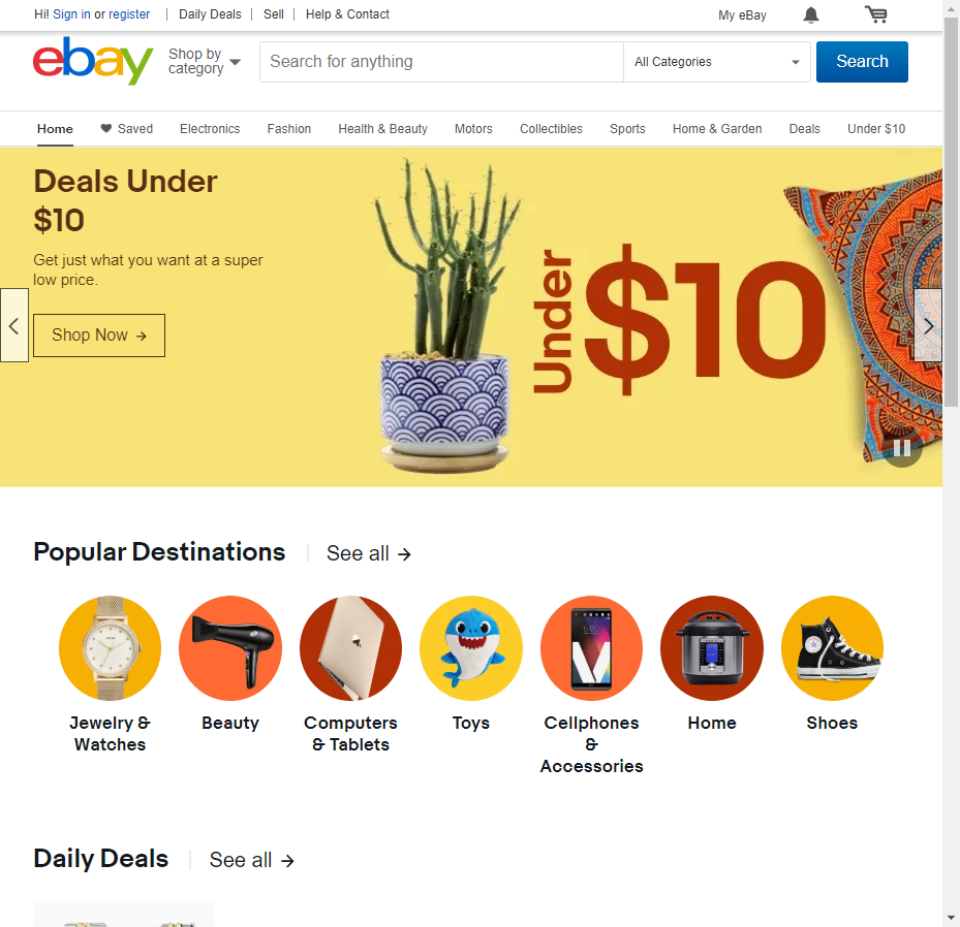 Hi! Sign in or register | Daily Deals | Sell | Help & Contact My eBay
ebay
Shop by
category
Search for anything
All Categories
Search
Home Saved Electronics Fashion Health & Beauty Motors Collectibles Sports Home & Garden Deals Under $10
Deals Under
$10
Get just what you want at a super
low price.
Shop Now →
Under
$10
Popular Destinations | See all →
Jewelry &
Watches
Beauty
Computers
& Tablets
Toys
Cellphones
&
Accessories
Home
Shoes
Daily Deals | See all →